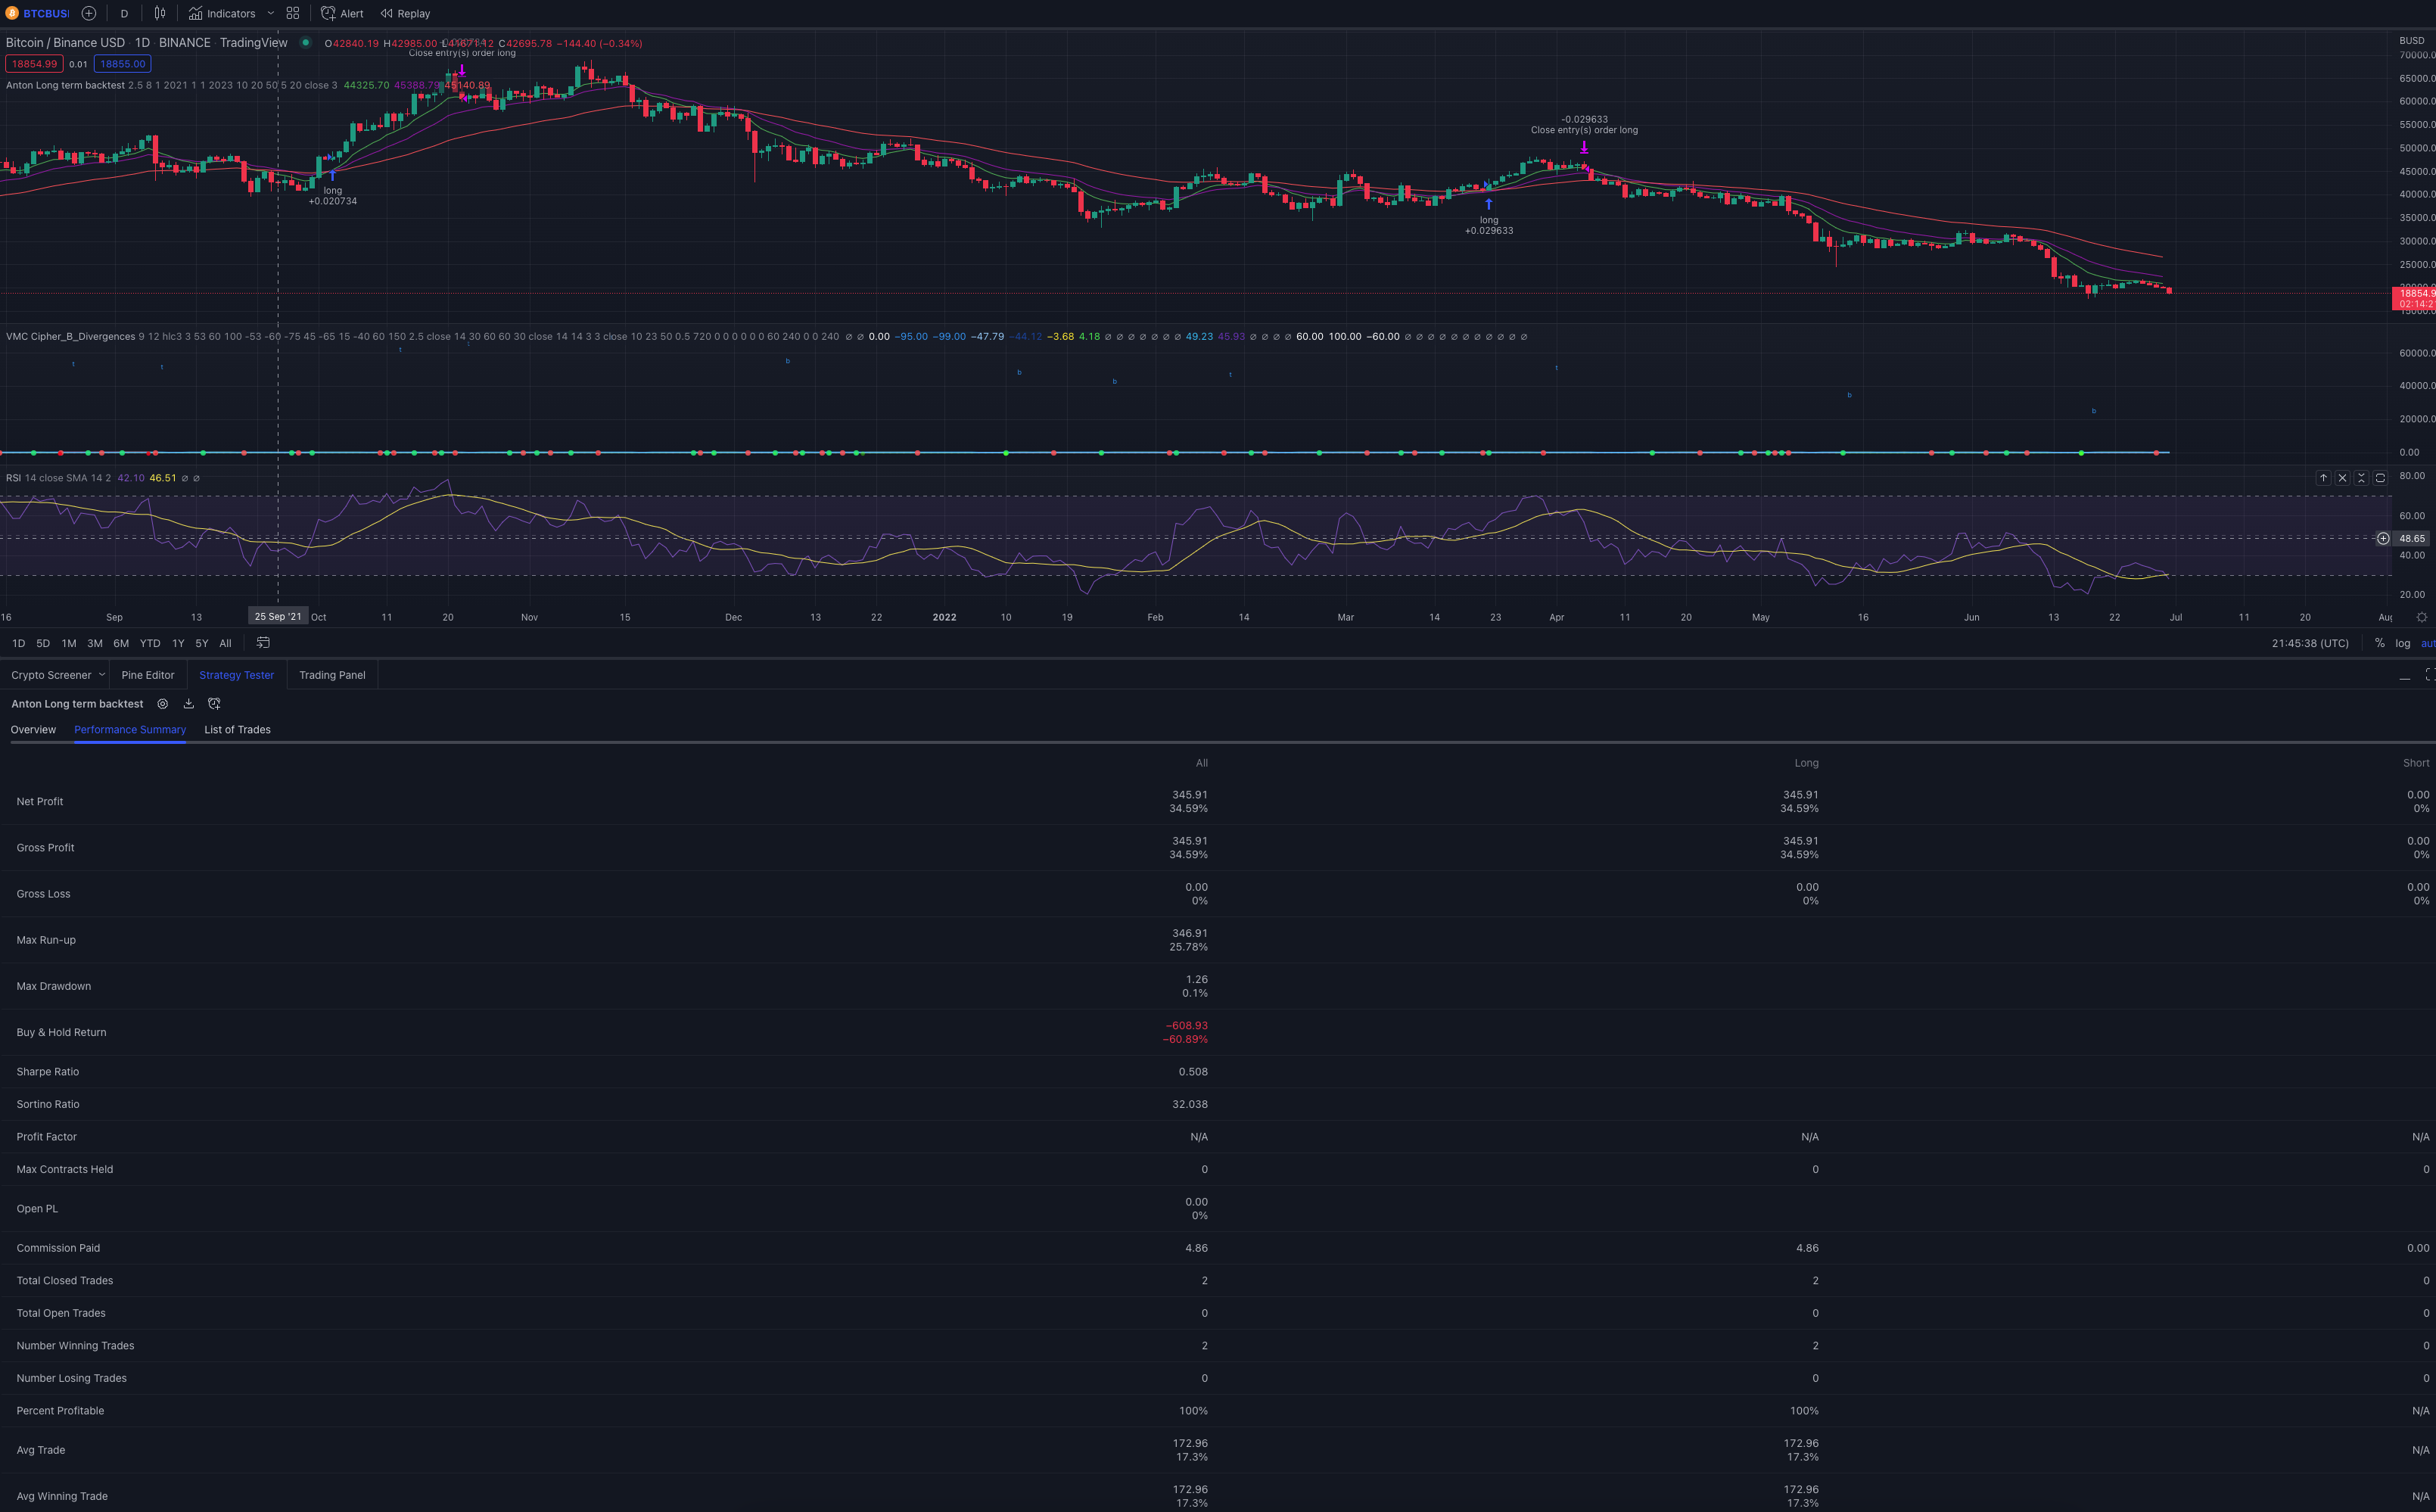 BTCBUSI D Indicators Alert Replay
Bitcoin / Binance USD · 1D · BINANCE · TradingView O42840.19 H42985.00 C42695.78 −144.40 (−0.34%)
Close entry(s) order long
18854.99 0.01 18855.00
Anton Long term backtest 2.5 8 1 2021 1 1 2023 10 20 50 5 20 close 3 44325.70 45388.79 45140.89
long
+0.020734
-0.029633
Close entry(s) order long
long
+0.029633
BUSD
70000.0
65000.0
60000.0
55000.0
50000.0
45000.0
40000.0
35000.0
30000.0
25000.0
18854.9
02:14:2
15000.0
VMC Cipher_B_Divergences 9 12 hlc3 3 53 60 100 -53 -60 -75 45 -65 15 -40 60 150 2.5 close 14 30 60 60 30 close 14 14 3 3 close 10 23 50 0.5 720 0 0 0 0 0 0 60 240 0 0 240 ∅ ∅ 0.00 −95.00 −99.00 −47.79 −44.12 −3.68 4.18 ∅ ∅ ∅ ∅ ∅ ∅ ∅ 49.23 45.93 ∅ ∅ ∅ ∅ 60.00 100.00 −60.00 ∅ ∅ ∅ ∅ ∅ ∅ ∅ ∅ ∅ ∅ ∅
t t t b b b t t b b
60000.0
40000.0
20000.0
0.00
RSI 14 close SMA 14 2 42.10 46.51 ∅ ∅
80.00
60.00
48.65
40.00
20.00
16 Sep 13 25 Sep '21 Oct 11 20 Nov 15 Dec 13 22 2022 10 19 Feb 14 Mar 14 23 Apr 11 20 May 16 Jun 13 22 Jul 11 20 Aug
1D 5D 1M 3M 6M YTD 1Y 5Y All 21:45:38 (UTC) % log aut
Crypto Screener Pine Editor Strategy Tester Trading Panel
Anton Long term backtest
Overview Performance Summary List of Trades
All Long Short
Net Profit 345.91 345.91 0.00
34.59% 34.59% 0%
Gross Profit 345.91 345.91 0.00
34.59% 34.59% 0%
Gross Loss 0.00 0.00 0.00
0% 0% 0%
Max Run-up 346.91
25.78%
Max Drawdown 1.26
0.1%
Buy & Hold Return −608.93
−60.89%
Sharpe Ratio 0.508
Sortino Ratio 32.038
Profit Factor N/A N/A N/A
Max Contracts Held 0 0 0
Open PL 0.00
0%
Commission Paid 4.86 4.86 0.00
Total Closed Trades 2 2 0
Total Open Trades 0 0 0
Number Winning Trades 2 2 0
Number Losing Trades 0 0 0
Percent Profitable 100% 100% N/A
Avg Trade 172.96 172.96 N/A
17.3% 17.3%
Avg Winning Trade 172.96 172.96 N/A
17.3% 17.3%